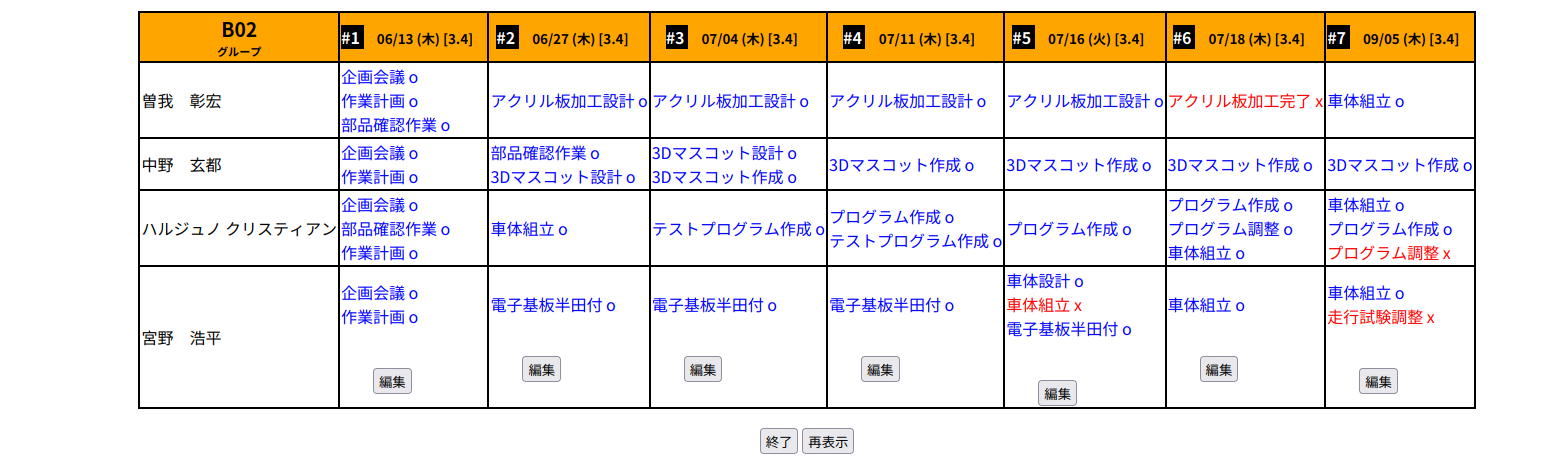 B02
グループ
#1 06/13 (木) [3.4]
#2 06/27 (木) [3.4]
#3 07/04 (木) [3.4]
#4 07/11 (木) [3.4]
#5 07/16 (火) [3.4]
#6 07/18 (木) [3.4]
#7 09/05 (木) [3.4]
曽我　彰宏
企画会議 o
作業計画 o
部品確認作業 o
アクリル板加工設計 o
アクリル板加工設計 o
アクリル板加工設計 o
アクリル板加工設計 o
アクリル板加工完了 x
車体組立 o
中野　玄都
企画会議 o
作業計画 o
部品確認作業 o
3Dマスコット設計 o
3Dマスコット設計 o
3Dマスコット作成 o
3Dマスコット作成 o
3Dマスコット作成 o
3Dマスコット作成 o
3Dマスコット作成 o
ハルジュノ クリスティアン
企画会議 o
部品確認作業 o
作業計画 o
車体組立 o
テストプログラム作成 o
プログラム作成 o
テストプログラム作成 o
プログラム作成 o
プログラム作成 o
プログラム調整 o
車体組立 o
車体組立 o
プログラム作成 o
プログラム調整 x
宮野　浩平
企画会議 o
作業計画 o
編集
電子基板半田付 o
編集
電子基板半田付 o
編集
電子基板半田付 o
編集
車体設計 o
車体組立 x
電子基板半田付 o
編集
車体組立 o
編集
車体組立 o
走行試験調整 x
編集
終了 再表示